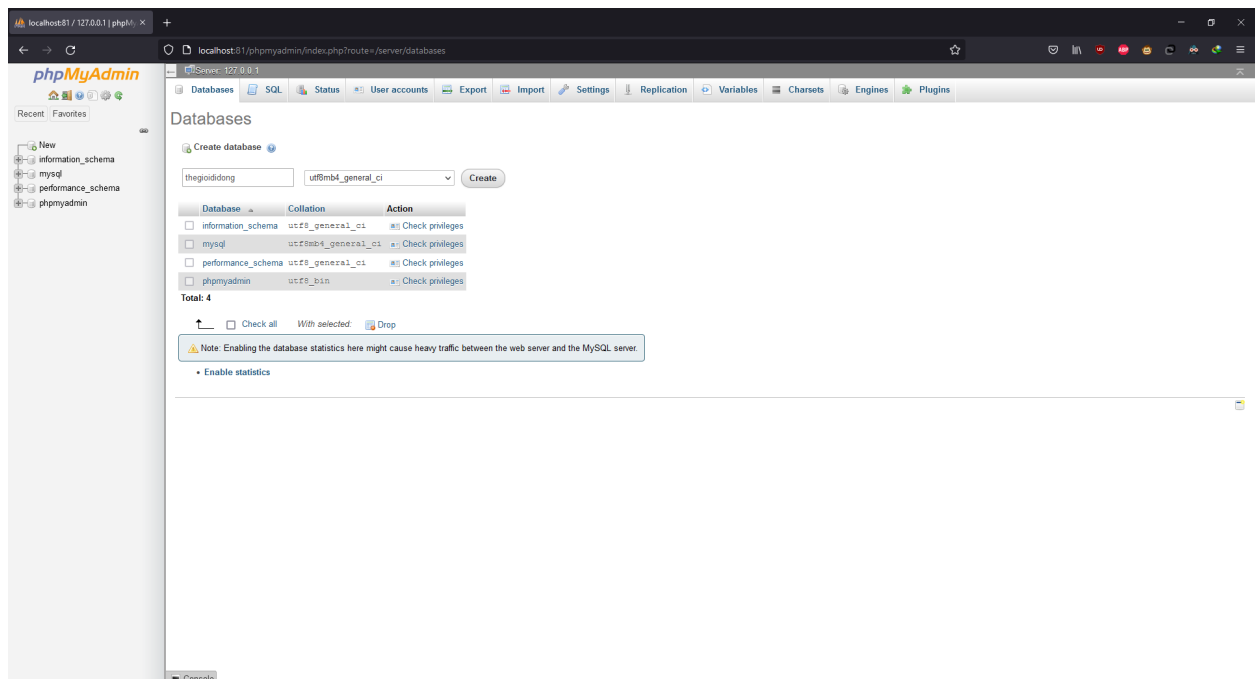 localhost:81 / 127.0.0.1 | phpM
localhost:81/phpmyadmin/index.php?route=/server/databases
phpMyAdmin
Recent Favorites
New
information_schema
mysql
performance_schema
phpmyadmin
Server: 127.0.0.1
Databases SQL Status User accounts Export Import Settings Replication Variables Charsets Engines Plugins
Databases
Create database
thegioididong utf8mb4_general_ci Create
Database Collation Action
information_schema utf8_general_ci Check privileges
mysql utf8mb4_general_ci Check privileges
performance_schema utf8_general_ci Check privileges
phpmyadmin utf8_bin Check privileges
Total: 4
Check all With selected: Drop
Note: Enabling the database statistics here might cause heavy traffic between the web server and the MySQL server.
• Enable statistics
Console